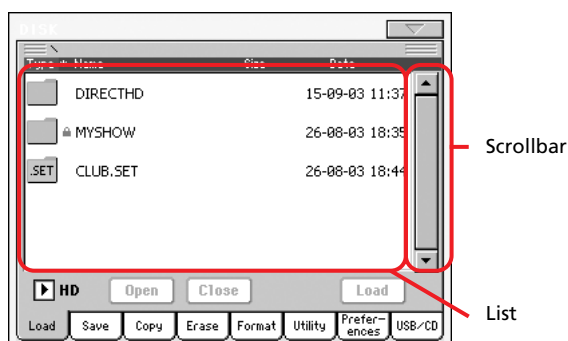 DISK
Type Name Size Date
DIRECTHD 15-09-03 11:37
MYSHOW 26-08-03 18:35
.SET CLUB.SET 26-08-03 18:44
Scrollbar
HD Open Close Load
List
Load Save Copy Erase Format Utility Prefer-ences USB/CD